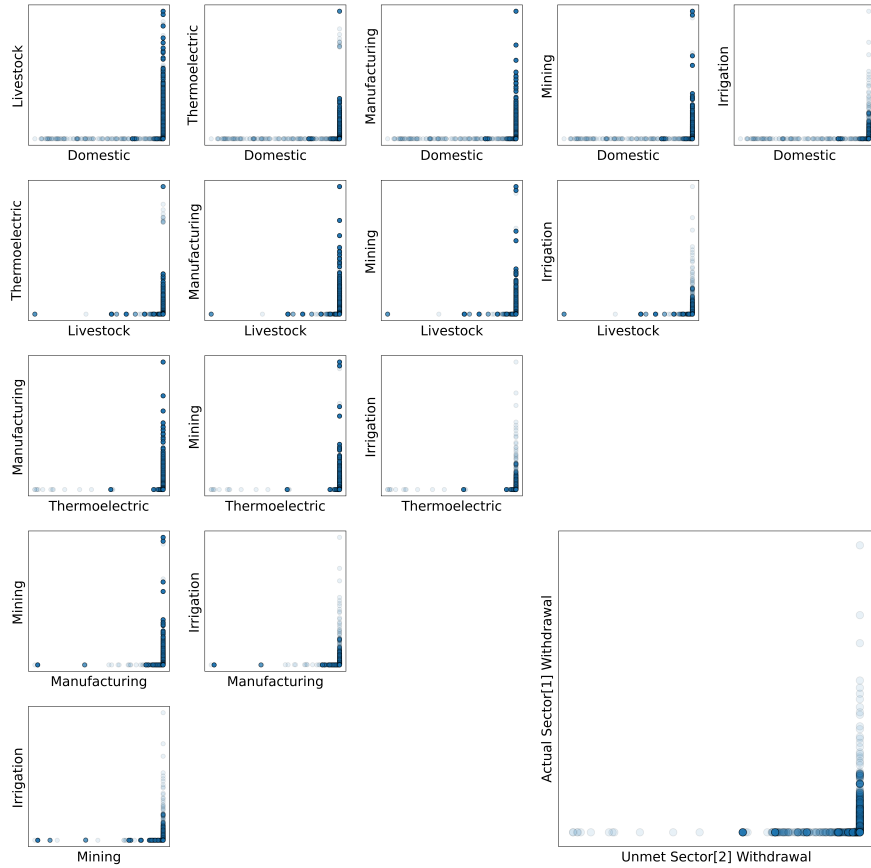 Livestock
Domestic
Thermoelectric
Domestic
Manufacturing
Domestic
Mining
Domestic
Irrigation
Domestic
Thermoelectric
Livestock
Manufacturing
Livestock
Mining
Livestock
Irrigation
Livestock
Manufacturing
Thermoelectric
Mining
Thermoelectric
Irrigation
Thermoelectric
Mining
Manufacturing
Irrigation
Manufacturing
Irrigation
Mining
Actual Sector[1] Withdrawal
Unmet Sector[2] Withdrawal